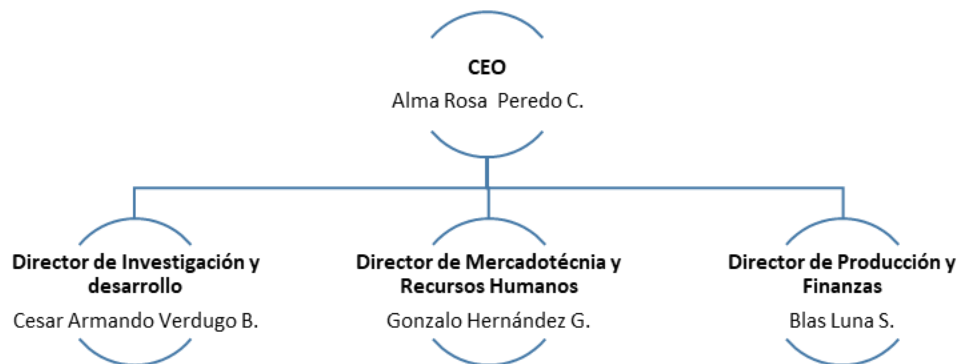 CEO
Alma Rosa Peredo C.
Director de Investigación y
desarrollo
Cesar Armando Verdugo B.
Director de Mercadotécnia y
Recursos Humanos
Gonzalo Hernández G.
Director de Producción y
Finanzas
Blas Luna S.